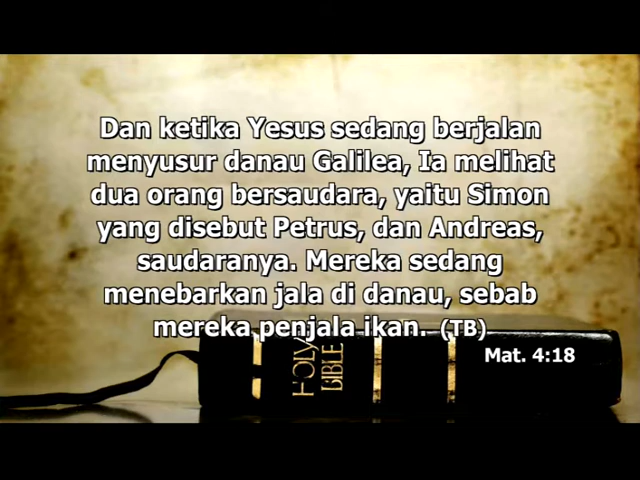 Dan ketika Yesus sedang berjalan
menyusur danau Galilea, Ia melihat
dua orang bersaudara, yaitu Simon
yang disebut Petrus, dan Andreas,
saudaranya. Mereka sedang
menebarkan jala di danau, sebab
mereka penjala ikan. (TB)
Mat. 4:18
HOLY
BIBLE